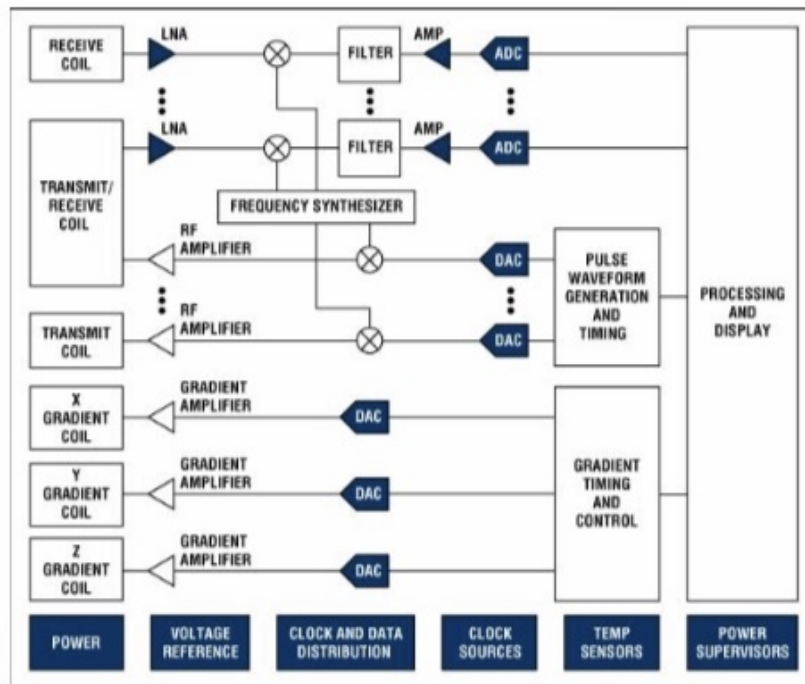 RECEIVE
COIL
LNA
FILTER
AMP
ADC
LNA
FILTER
AMP
ADC
TRANSMIT/
RECEIVE
COIL
FREQUENCY SYNTHESIZER
RF
AMPLIFIER
DAC
PULSE
WAVEFORM
GENERATION
AND
TIMING
PROCESSING
AND
DISPLAY
TRANSMIT
COIL
RF
AMPLIFIER
DAC
X
GRADIENT
COIL
GRADIENT
AMPLIFIER
DAC
Y
GRADIENT
COIL
GRADIENT
AMPLIFIER
DAC
GRADIENT
TIMING
AND
CONTROL
Z
GRADIENT
COIL
GRADIENT
AMPLIFIER
DAC
POWER
VOLTAGE
REFERENCE
CLOCK AND DATA
DISTRIBUTION
CLOCK
SOURCES
TEMP
SENSORS
POWER
SUPERVISORS